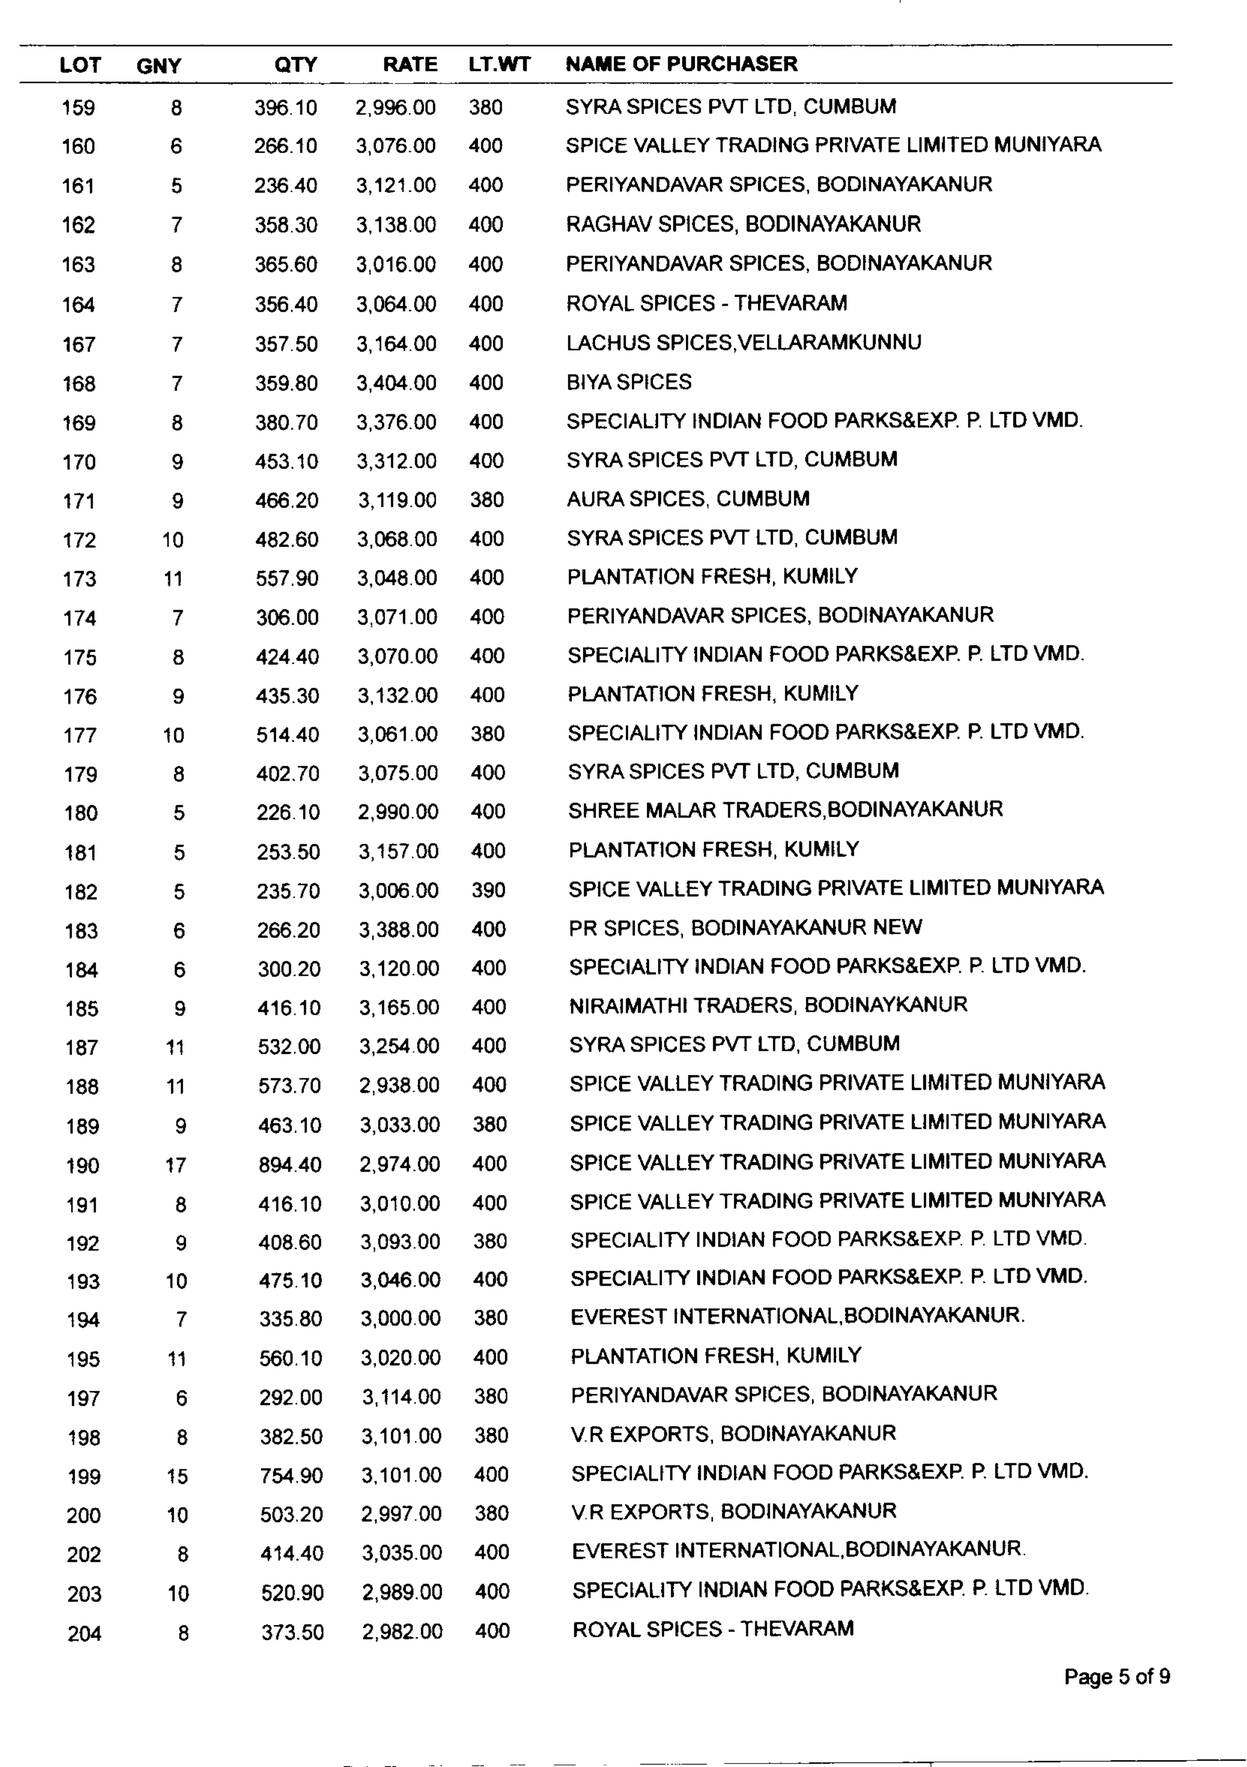 LOT GNY QTY RATE LT.WT NAME OF PURCHASER
159 8 396.10 2,996.00 380 SYRA SPICES PVT LTD, CUMBUM
160 6 266.10 3,076.00 400 SPICE VALLEY TRADING PRIVATE LIMITED MUNIYARA
161 5 236.40 3,121.00 400 PERIYANDAVAR SPICES, BODINAYAKANUR
162 7 358.30 3,138.00 400 RAGHAV SPICES, BODINAYAKANUR
163 8 365.60 3,016.00 400 PERIYANDAVAR SPICES, BODINAYAKANUR
164 7 356.40 3,064.00 400 ROYAL SPICES - THEVARAM
167 7 357.50 3,164.00 400 LACHUS SPICES,VELLARAMKUNNU
168 7 359.80 3,404.00 400 BIYA SPICES
169 8 380.70 3,376.00 400 SPECIALITY INDIAN FOOD PARKS&EXP. P. LTD VMD.
170 9 453.10 3,312.00 400 SYRA SPICES PVT LTD, CUMBUM
171 9 466.20 3,119.00 380 AURA SPICES, CUMBUM
172 10 482.60 3,068.00 400 SYRA SPICES PVT LTD, CUMBUM
173 11 557.90 3,048.00 400 PLANTATION FRESH, KUMILY
174 7 306.00 3,071.00 400 PERIYANDAVAR SPICES, BODINAYAKANUR
175 8 424.40 3,070.00 400 SPECIALITY INDIAN FOOD PARKS&EXP. P. LTD VMD.
176 9 435.30 3,132.00 400 PLANTATION FRESH, KUMILY
177 10 514.40 3,061.00 380 SPECIALITY INDIAN FOOD PARKS&EXP. P. LTD VMD.
179 8 402.70 3,075.00 400 SYRA SPICES PVT LTD, CUMBUM
180 5 226.10 2,990.00 400 SHREE MALAR TRADERS,BODINAYAKANUR
181 5 253.50 3,157.00 400 PLANTATION FRESH, KUMILY
182 5 235.70 3,006.00 390 SPICE VALLEY TRADING PRIVATE LIMITED MUNIYARA
183 6 266.20 3,388.00 400 PR SPICES, BODINAYAKANUR NEW
184 6 300.20 3,120.00 400 SPECIALITY INDIAN FOOD PARKS&EXP. P. LTD VMD.
185 9 416.10 3,165.00 400 NIRAIMATHI TRADERS, BODINAYKANUR
187 11 532.00 3,254.00 400 SYRA SPICES PVT LTD, CUMBUM
188 11 573.70 2,938.00 400 SPICE VALLEY TRADING PRIVATE LIMITED MUNIYARA
189 9 463.10 3,033.00 380 SPICE VALLEY TRADING PRIVATE LIMITED MUNIYARA
190 17 894.40 2,974.00 400 SPICE VALLEY TRADING PRIVATE LIMITED MUNIYARA
191 8 416.10 3,010.00 400 SPICE VALLEY TRADING PRIVATE LIMITED MUNIYARA
192 9 408.60 3,093.00 380 SPECIALITY INDIAN FOOD PARKS&EXP. P. LTD VMD.
193 10 475.10 3,046.00 400 SPECIALITY INDIAN FOOD PARKS&EXP. P. LTD VMD.
194 7 335.80 3,000.00 380 EVEREST INTERNATIONAL,BODINAYAKANUR.
195 11 560.10 3,020.00 400 PLANTATION FRESH, KUMILY
197 6 292.00 3,114.00 380 PERIYANDAVAR SPICES, BODINAYAKANUR
198 8 382.50 3,101.00 380 V.R EXPORTS, BODINAYAKANUR
199 15 754.90 3,101.00 400 SPECIALITY INDIAN FOOD PARKS&EXP. P. LTD VMD.
200 10 503.20 2,997.00 380 V.R EXPORTS, BODINAYAKANUR
202 8 414.40 3,035.00 400 EVEREST INTERNATIONAL,BODINAYAKANUR.
203 10 520.90 2,989.00 400 SPECIALITY INDIAN FOOD PARKS&EXP. P. LTD VMD.
204 8 373.50 2,982.00 400 ROYAL SPICES - THEVARAM
Page 5 of 9